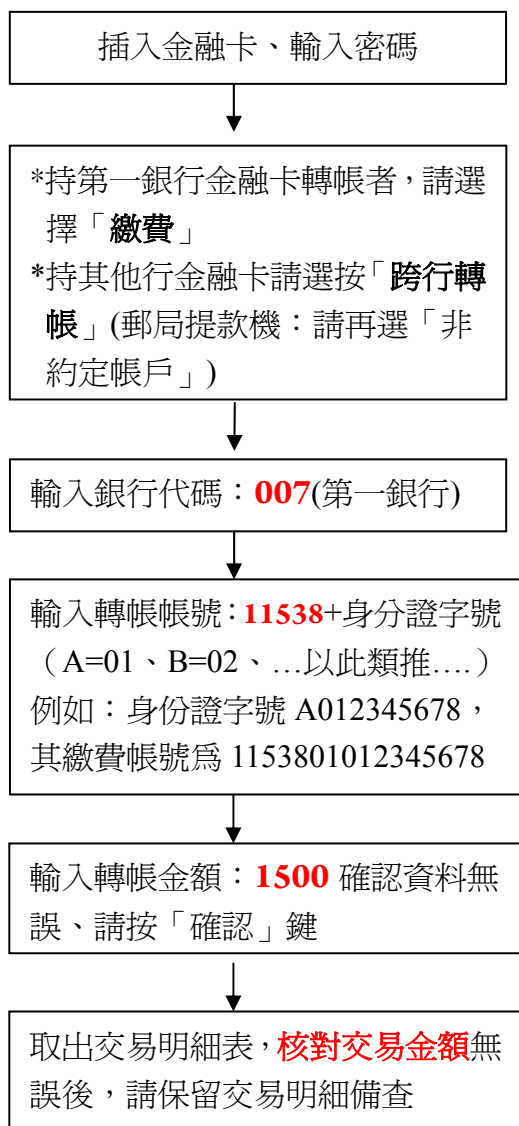 插入金融卡、輸入密碼
*持第一銀行金融卡轉帳者，請選
擇「繳費」
*持其他行金融卡請選按「跨行轉
帳」(郵局提款機：請再選「非
約定帳戶」)
輸入銀行代碼：007(第一銀行)
輸入轉帳帳號：11538+身分證字號
（A=01、B=02、…以此類推….）
例如：身份證字號 A012345678，
其繳費帳號為 1153801012345678
輸入轉帳金額：1500 確認資料無
誤、請按「確認」鍵
取出交易明細表，核對交易金額無
誤後，請保留交易明細備查